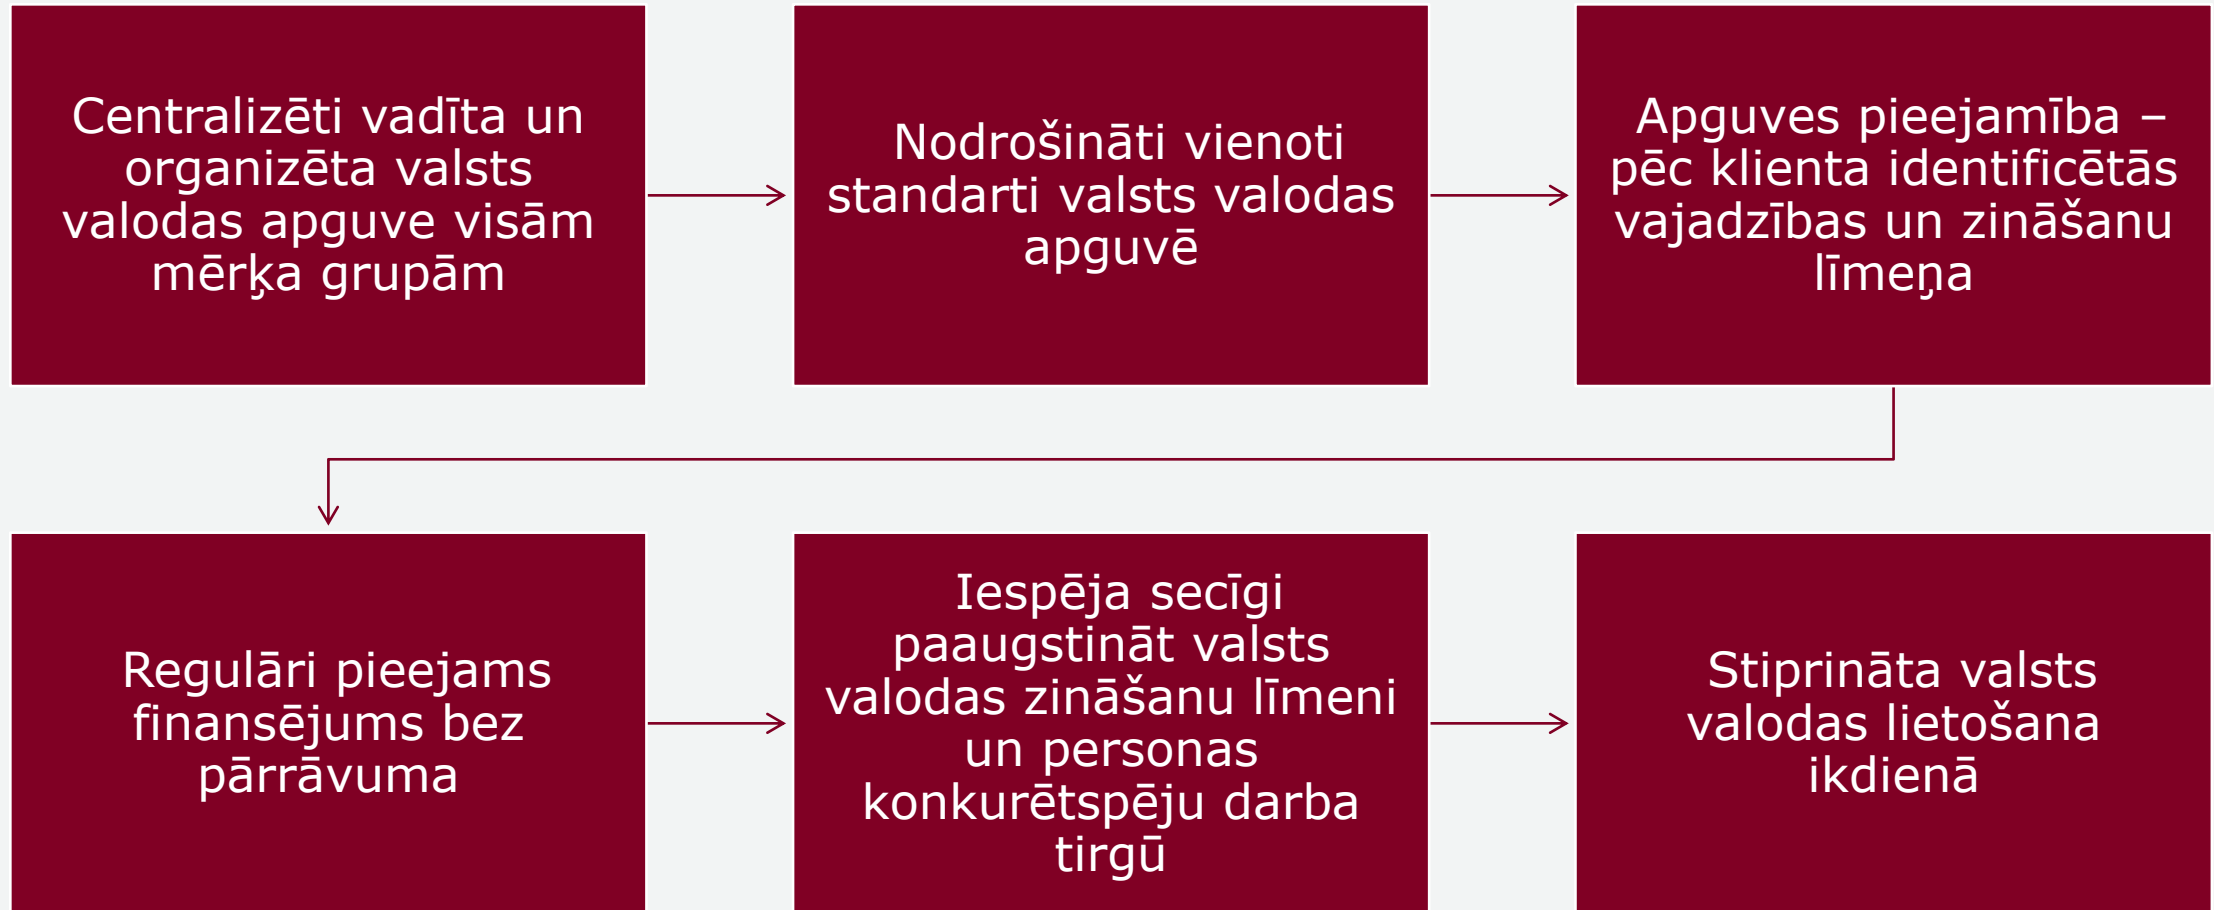 Centralizēti vadīta un
organizēta valsts
valodas apguve visām
mērķa grupām
Nodrošināti vienoti
standarti valsts valodas
apguvē
Apguves pieejamība –
pēc klienta identificētās
vajadzības un zināšanu
līmeņa
Regulāri pieejams
finansējums bez
pārrāvuma
Iespēja secīgi
paaugstināt valsts
valodas zināšanu līmeni
un personas
konkurētspēju darba
tirgū
Stiprināta valsts
valodas lietošana
ikdienā